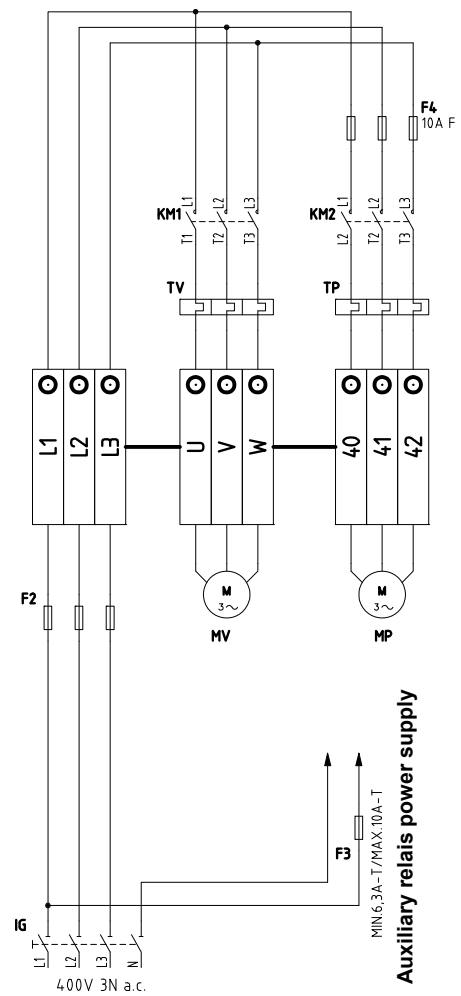 F4
10A F
L1 L2 L3
KM1
T1 T2 T3
L1 L2 L3
KM2
L2 T2 T3
TV
TP
L1 L2 L3
U V W
40 41 42
F2
M
3~
MV
M
3~
MP
F3
MIN.6,3A-T/MAX.10A-T
Auxiliary relais power supply
IG
L1 L2 L3 N
400V 3N a.c.